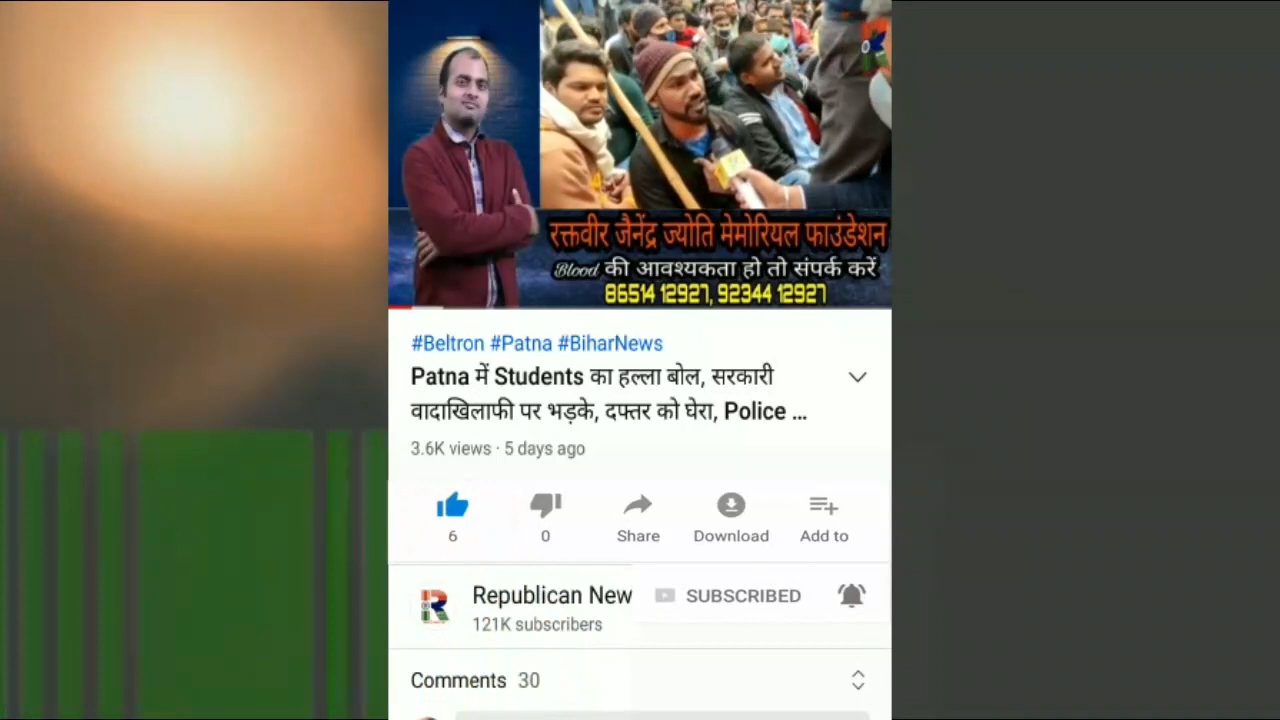 रक्तवीर जैनेंद्र ज्योति मेमोरियल फाउंडेशन
Blood की आवश्यकता हो तो संपर्क करें
86514 12927, 92344 12927
#Beltron #Patna #BiharNews
Patna में Students का हल्ला बोल, सरकारी
वादाखिलाफी पर भड़के, दफ्तर को घेरा, Police ...
3.6K views · 5 days ago
6 0 Share Download Add to
Republican New SUBSCRIBED
121K subscribers
Comments 30